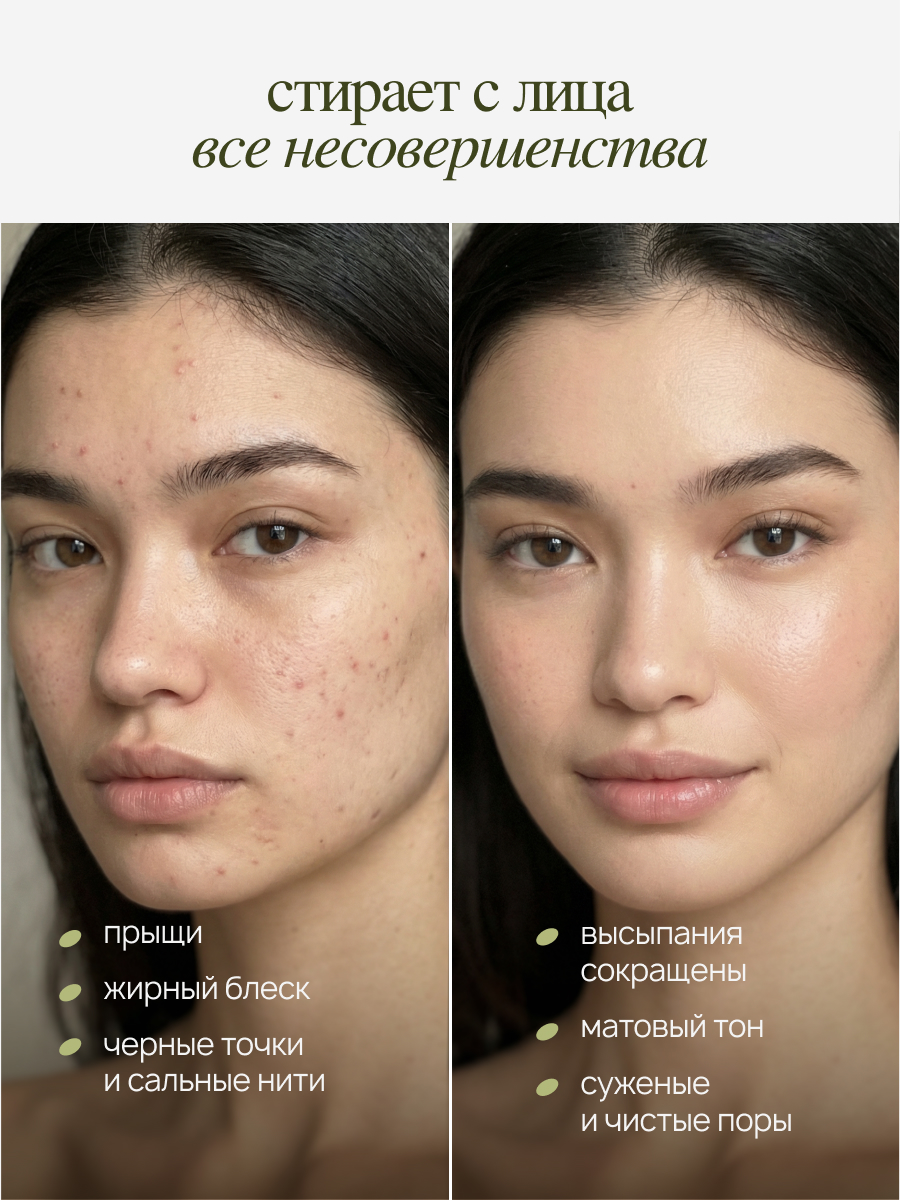 стирает с лица
все несовершенства
прыщи
жирный блеск
черные точки
и сальные нити
высыпания
сокращены
матовый тон
суженые
и чистые поры